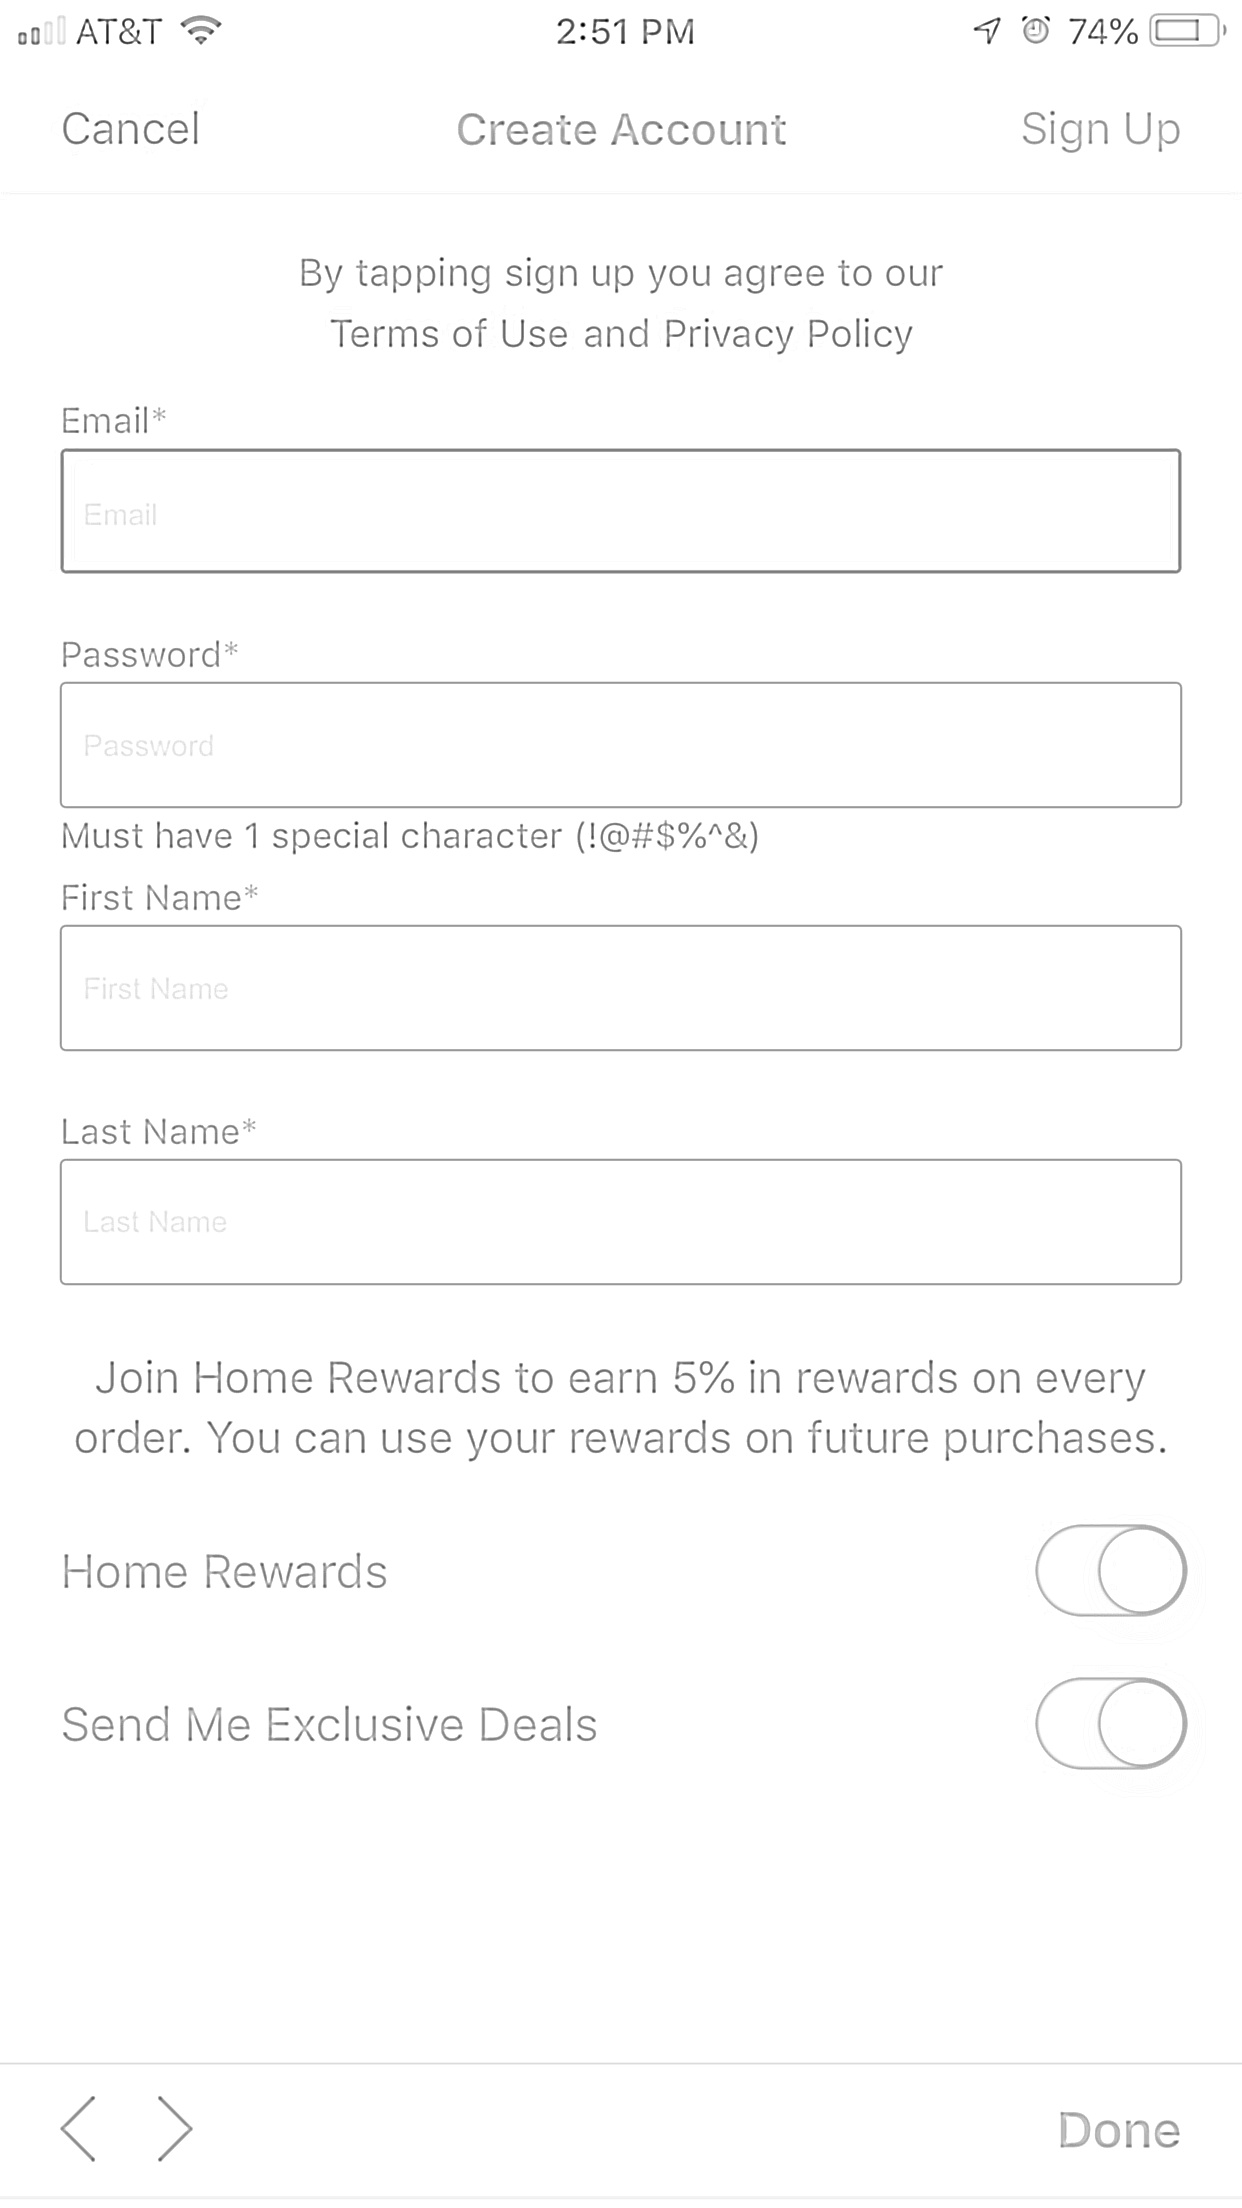 AT&T 2:51 PM 74%
Cancel Create Account Sign Up
By tapping sign up you agree to our
Terms of Use and Privacy Policy
Email*
Email
Password*
Password
Must have 1 special character (!@#$%^&)
First Name*
First Name
Last Name*
Last Name
Join Home Rewards to earn 5% in rewards on every
order. You can use your rewards on future purchases.
Home Rewards
Send Me Exclusive Deals
Done